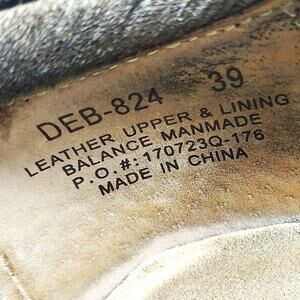 DEB-824 39
LEATHER UPPER & LINING
BALANCE MANMADE
P.O.#: 170723Q-176
MADE IN CHINA